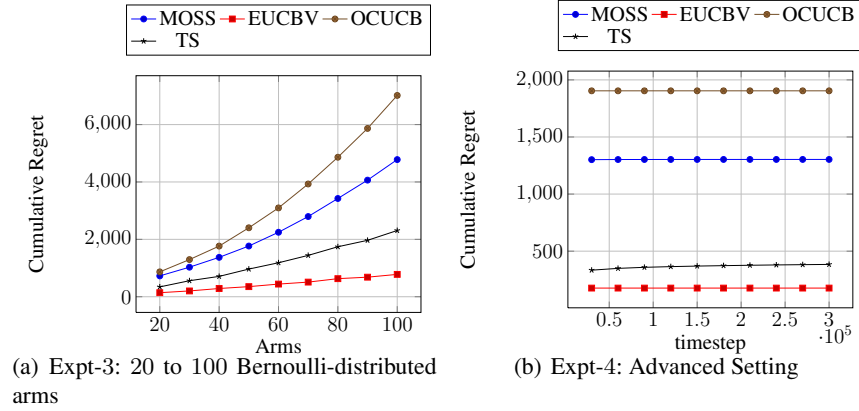 MOSS EUCBV OCUCB
TS
Cumulative Regret
6,000
4,000
2,000
0
20 40 60 80 100
Arms
(a) Expt-3: 20 to 100 Bernoulli-distributed
arms
MOSS EUCBV OCUCB
TS
Cumulative Regret
2,000
1,500
1,000
500
0.5 1 1.5 2 2.5 3
timestep
·10⁵
(b) Expt-4: Advanced Setting